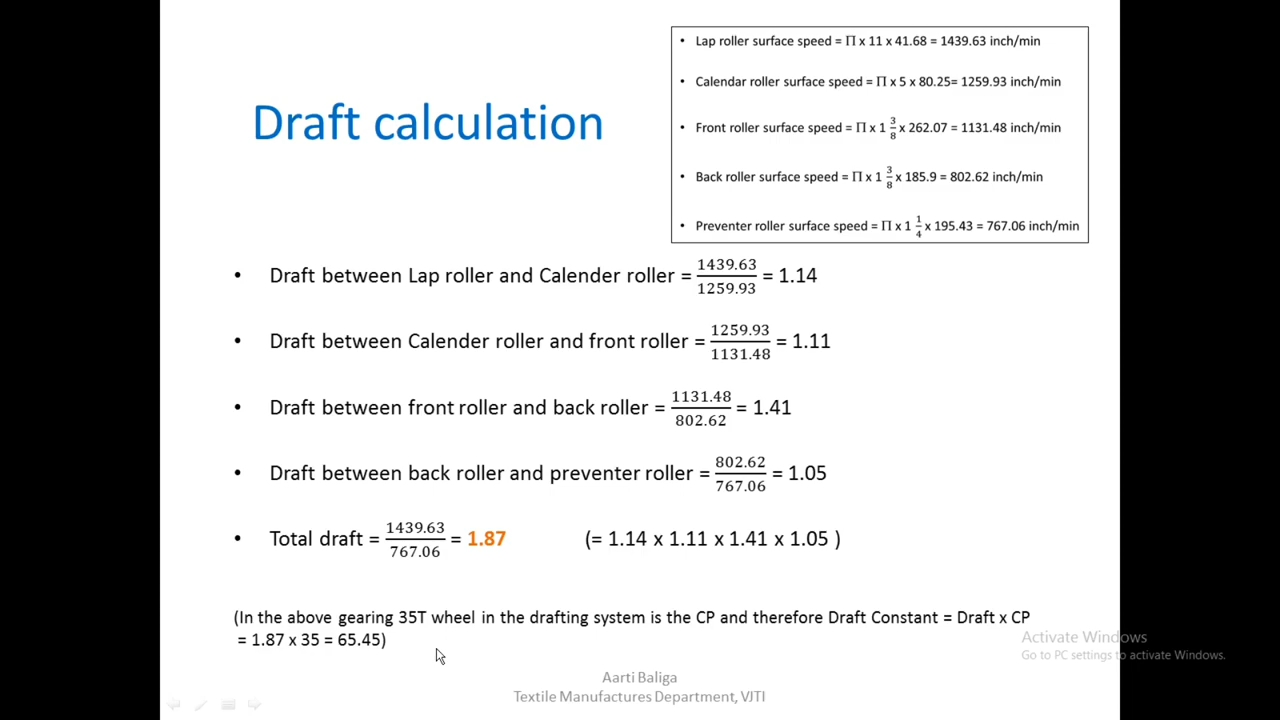 • Lap roller surface speed = Π x 11 x 41.68 = 1439.63 inch/min
• Calendar roller surface speed = Π x 5 x 80.25= 1259.93 inch/min
• Front roller surface speed = Π x 1 3/8 x 262.07 = 1131.48 inch/min
• Back roller surface speed = Π x 1 3/8 x 185.9 = 802.62 inch/min
• Preventer roller surface speed = Π x 1 1/4 x 195.43 = 767.06 inch/min
Draft calculation
• Draft between Lap roller and Calender roller = 1439.63/1259.93 = 1.14
• Draft between Calender roller and front roller = 1259.93/1131.48 = 1.11
• Draft between front roller and back roller = 1131.48/802.62 = 1.41
• Draft between back roller and preventer roller = 802.62/767.06 = 1.05
• Total draft = 1439.63/767.06 = 1.87 (= 1.14 x 1.11 x 1.41 x 1.05 )
(In the above gearing 35T wheel in the drafting system is the CP and therefore Draft Constant = Draft x CP
= 1.87 x 35 = 65.45)
Activate Windows
Go to PC settings to activate Windows.
Aarti Baliga
Textile Manufactures Department, VJTI